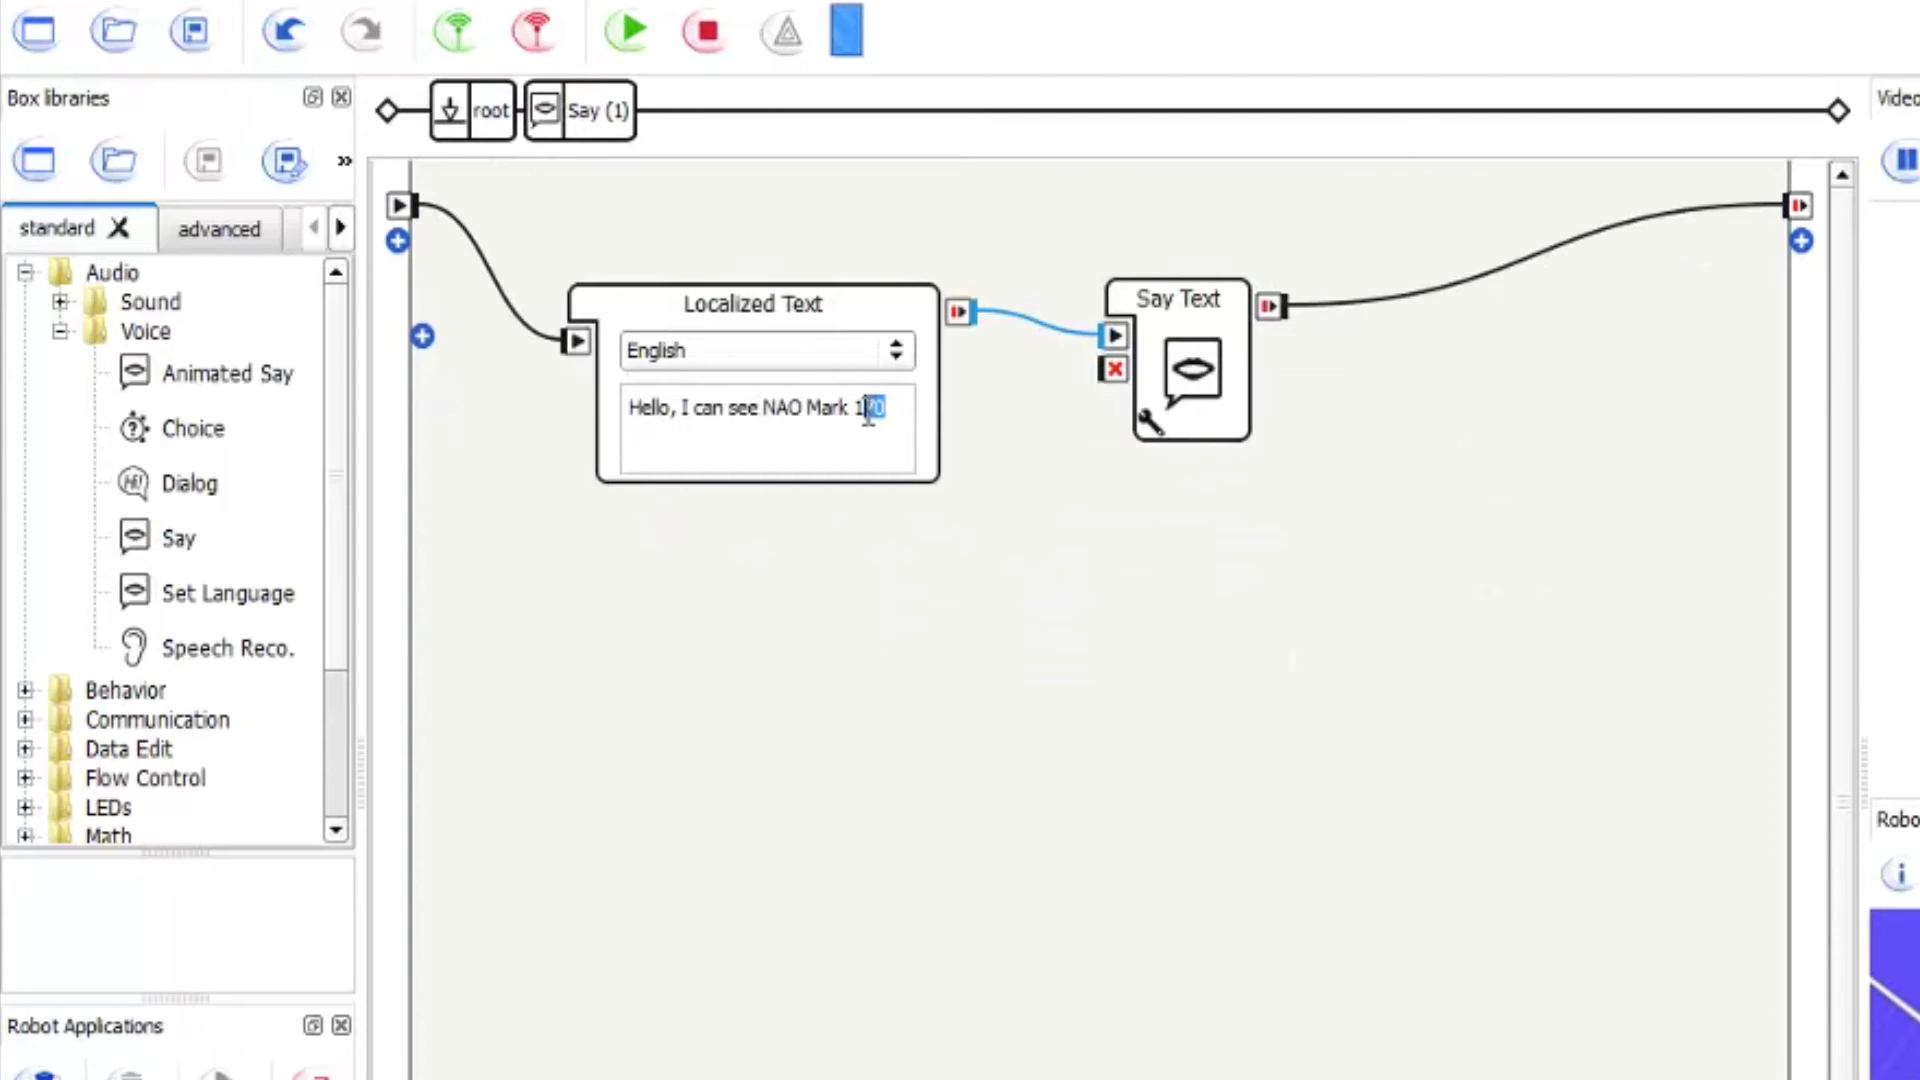 Box libraries
root
Say (1)
Video
standard
advanced
Audio
Sound
Voice
Animated Say
Choice
Dialog
Say
Set Language
Speech Reco.
Behavior
Communication
Data Edit
Flow Control
LEDs
Math
Localized Text
English
Hello, I can see NAO Mark 170
Say Text
Robo
Robot Applications